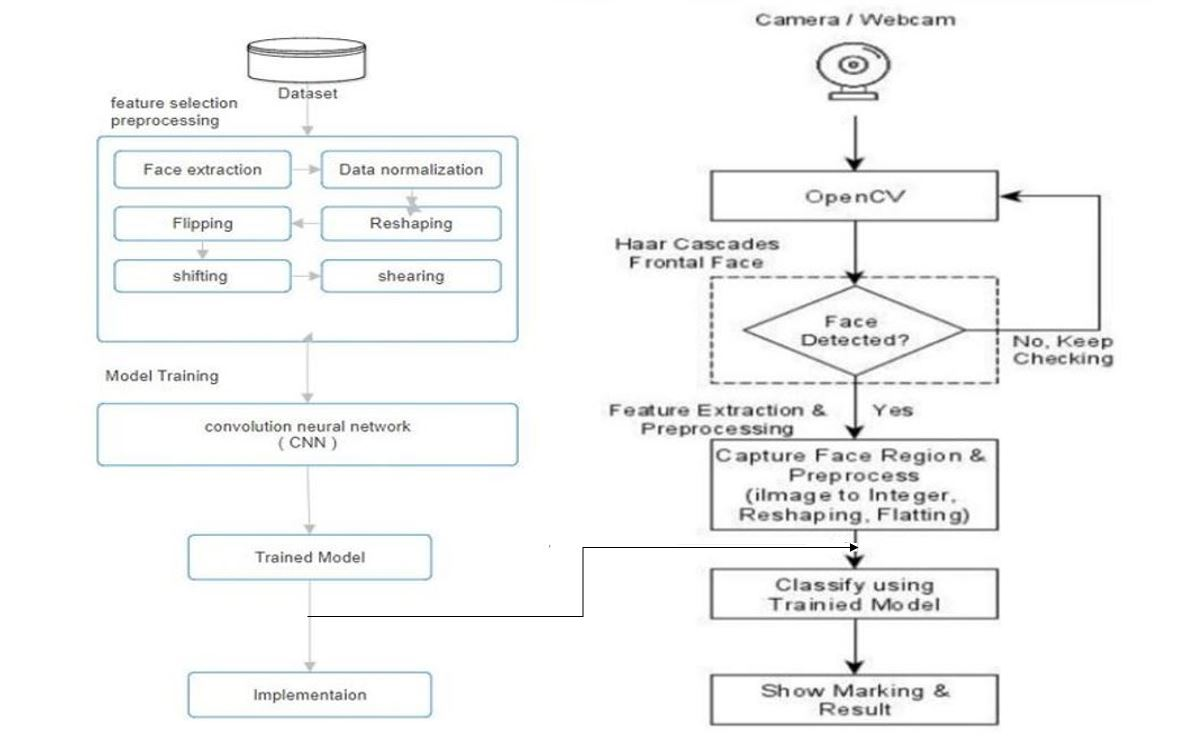 Dataset
feature selection
preprocessing
Face extraction
Data normalization
Flipping
Reshaping
shifting
shearing
Model Training
convolution neural network
( CNN )
Trained Model
Implementaion
Camera / Webcam
OpenCV
Haar Cascades
Frontal Face
Face
Detected?
No, Keep
Checking
Feature Extraction &
Preprocessing
Yes
Capture Face Region &
Preprocess
(iImage to Integer,
Reshaping, Flatting)
Classify using
Trainied Model
Show Marking &
Result